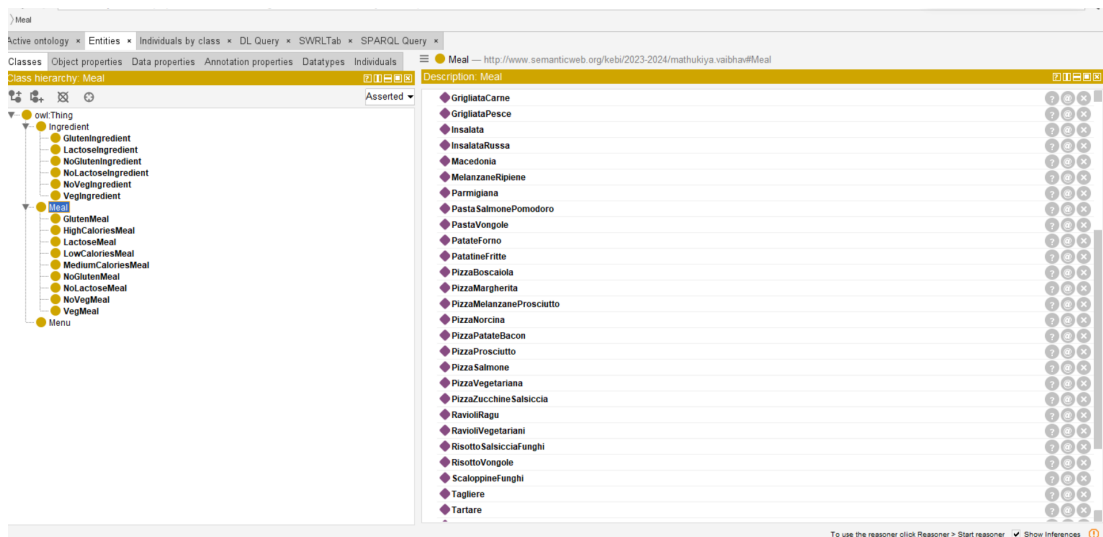 Meal
Active ontology × Entities × Individuals by class × DL Query × SWRLTab × SPARQL Query ×
Classes Object properties Data properties Annotation properties Datatypes Individuals
Meal — http://www.semanticweb.org/kebi/2023-2024/mathukiya.vaibhav#Meal
Class hierarchy: Meal
Description: Meal
Asserted
owl:Thing
Ingredient
GlutenIngredient
LactoseIngredient
NoGlutenIngredient
NoLactoseIngredient
NoVegIngredient
VegIngredient
Meal
GlutenMeal
HighCaloriesMeal
LactoseMeal
LowCaloriesMeal
MediumCaloriesMeal
NoGlutenMeal
NoLactoseMeal
NoVegMeal
VegMeal
Menu
GrigliataCarne
GrigliataPesce
Insalata
InsalataRussa
Macedonia
MelanzaneRipiene
Parmigiana
PastaSalmonePomodoro
PastaVongole
PatateForno
PatatineFritte
PizzaBoscaiola
PizzaMargherita
PizzaMelanzaneProsciutto
PizzaNorcina
PizzaPatateBacon
PizzaProsciutto
PizzaSalmone
PizzaVegetariana
PizzaZucchineSalsiccia
RavioliRagu
RavioliVegetariani
RisottoSalsicciaFunghi
RisottoVongole
ScaloppineFunghi
Tagliere
Tartare
To use the reasoner click Reasoner > Start reasoner Show Inferences